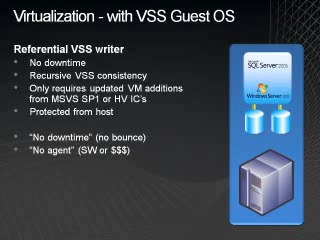 Virtualization - with VSS Guest OS
Referential VSS writer
No downtime
Recursive VSS consistency
Only requires updated VM additions
from MSVS SP1 or HV IC's
Protected from host
"No downtime" (no bounce)
"No agent" (SW or $$$)
SQL Server 2005
Windows Server